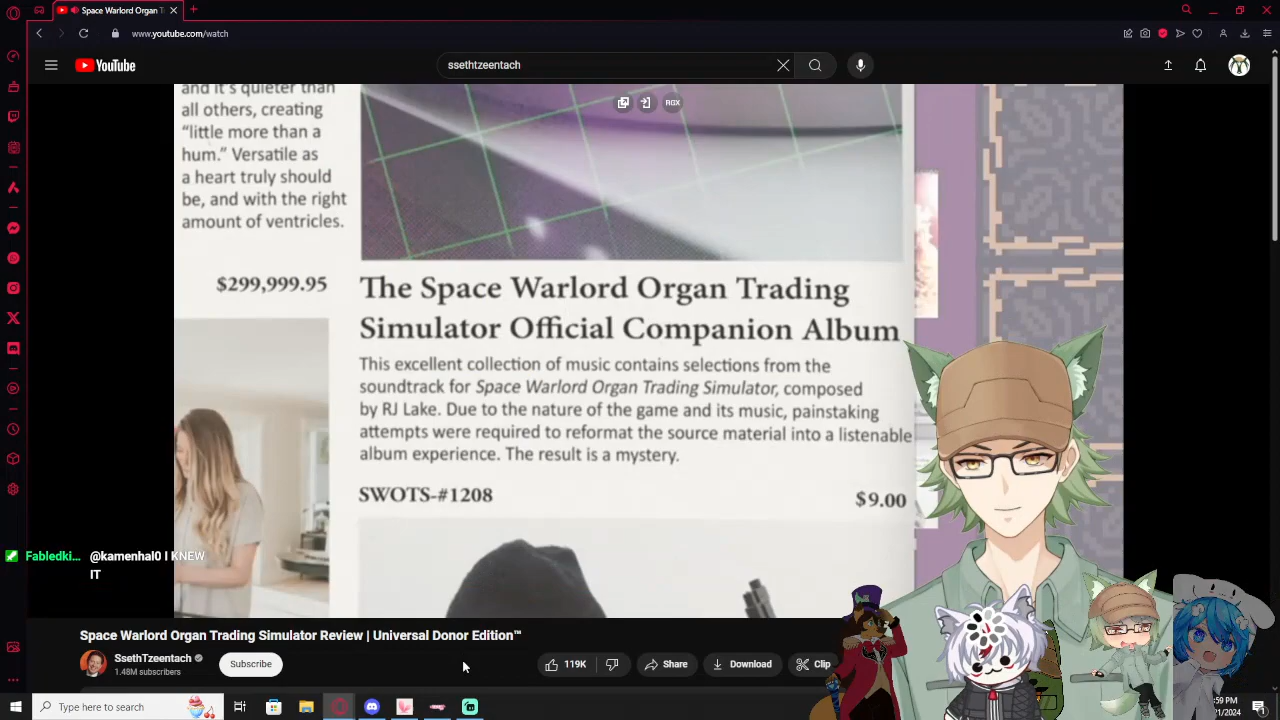 Space Warlord Organ T
www.youtube.com/watch
YouTube
ssethtzeentach
RGX
and it's quieter than
all others, creating
"little more than a
hum." Versatile as
a heart truly should
be, and with the right
amount of ventricles.
$299,999.95
The Space Warlord Organ Trading
Simulator Official Companion Album
This excellent collection of music contains selections from the
soundtrack for Space Warlord Organ Trading Simulator, composed
by RJ Lake. Due to the nature of the game and its music, painstaking
attempts were required to reformat the source material into a listenable
album experience. The result is a mystery.
SWOTS-#1208
$9.00
Fabledki... @kamenhal0 I KNEW
IT
Space Warlord Organ Trading Simulator Review | Universal Donor Edition™
SsethTzeentach
1.48M subscribers
Subscribe
119K
Share
Download
Clip
Type here to search
:59 PM
/2024